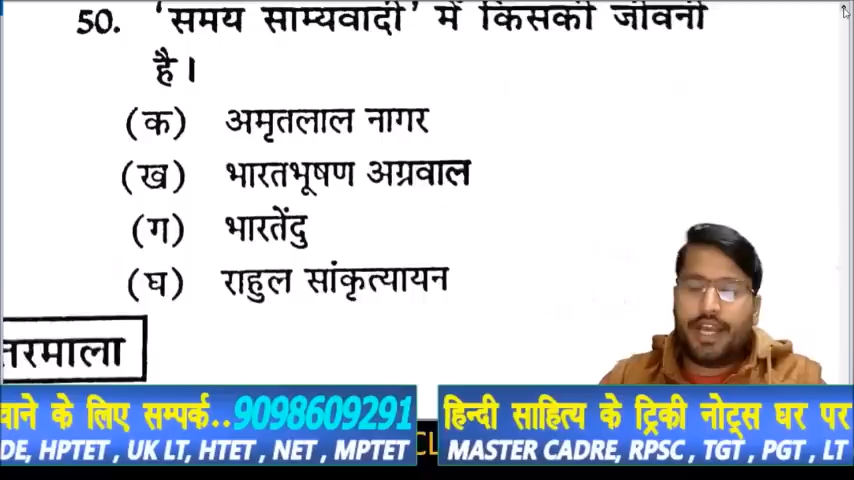 50. 'समय साम्यवादी' में किसकी जीवनी
है।
(क) अमृतलाल नागर
(ख) भारतभूषण अग्रवाल
(ग) भारतेंदु
(घ) राहुल सांकृत्यायन
तरमाला
वाने के लिए सम्पर्क..9098609291 हिन्दी साहित्य के ट्रिकी नोट्स घर पर
DE, HPTET , UK LT, HTET , NET , MPTET CL MASTER CADRE, RPSC , TGT , PGT , LT